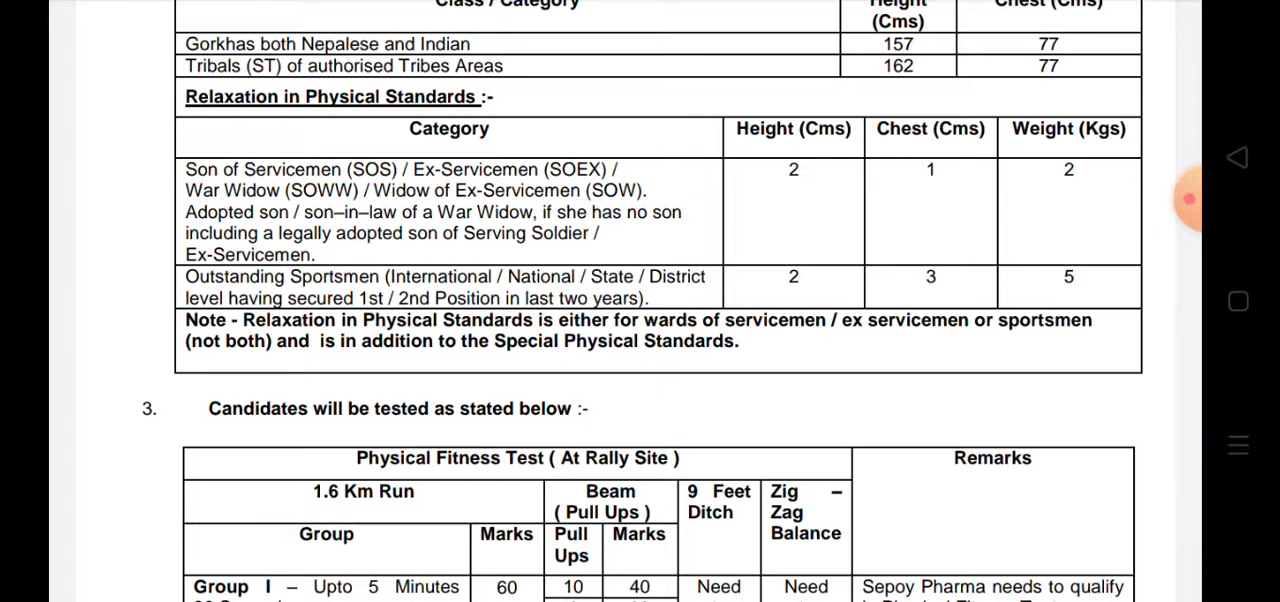 Class / Category
Height
(Cms)
Chest (Cms)
Gorkhas both Nepalese and Indian 157 77
Tribals (ST) of authorised Tribes Areas 162 77
Relaxation in Physical Standards :-
Category Height (Cms) Chest (Cms) Weight (Kgs)
Son of Servicemen (SOS) / Ex-Servicemen (SOEX) / 2 1 2
War Widow (SOWW) / Widow of Ex-Servicemen (SOW).
Adopted son / son–in–law of a War Widow, if she has no son
including a legally adopted son of Serving Soldier /
Ex-Servicemen.
Outstanding Sportsmen (International / National / State / District 2 3 5
level having secured 1st / 2nd Position in last two years).
Note - Relaxation in Physical Standards is either for wards of servicemen / ex servicemen or sportsmen
(not both) and is in addition to the Special Physical Standards.
3. Candidates will be tested as stated below :-
Physical Fitness Test ( At Rally Site )
Remarks
1.6 Km Run
Beam
( Pull Ups )
9 Feet
Ditch
Zig –
Zag
Balance
Group
Marks
Pull
Ups
Marks
Group I – Upto 5 Minutes 60 10 40 Need Need Sepoy Pharma needs to qualify